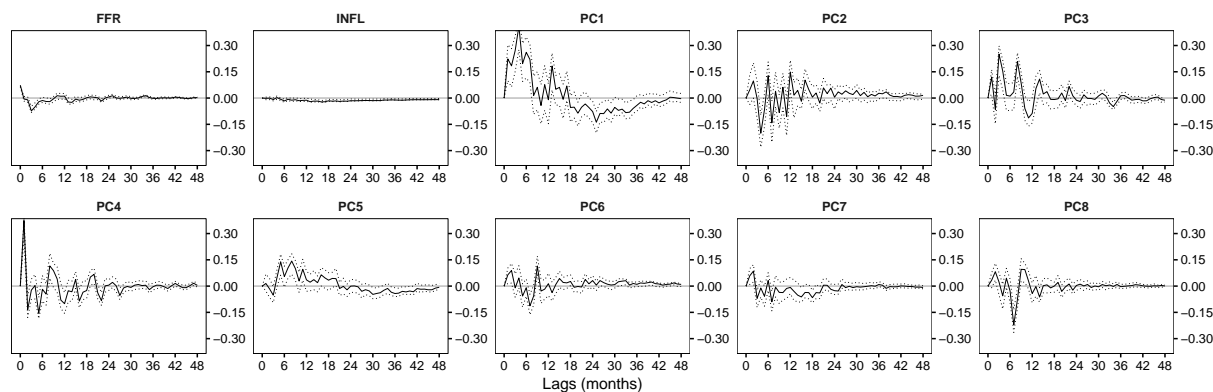 FFR INFL PC1 PC2 PC3
0.30 0.30 0.30 0.30 0.30
0.15 0.15 0.15 0.15 0.15
0.00 0.00 0.00 0.00 0.00
−0.15 −0.15 −0.15 −0.15 −0.15
−0.30 −0.30 −0.30 −0.30 −0.30
0 6 12 18 24 30 36 42 48 0 6 12 18 24 30 36 42 48 0 6 12 18 24 30 36 42 48 0 6 12 18 24 30 36 42 48 0 6 12 18 24 30 36 42 48
PC4 PC5 PC6 PC7 PC8
0.30 0.30 0.30 0.30 0.30
0.15 0.15 0.15 0.15 0.15
0.00 0.00 0.00 0.00 0.00
−0.15 −0.15 −0.15 −0.15 −0.15
−0.30 −0.30 −0.30 −0.30 −0.30
0 6 12 18 24 30 36 42 48 0 6 12 18 24 30 36 42 48 0 6 12 18 24 30 36 42 48 0 6 12 18 24 30 36 42 48 0 6 12 18 24 30 36 42 48
Lags (months)